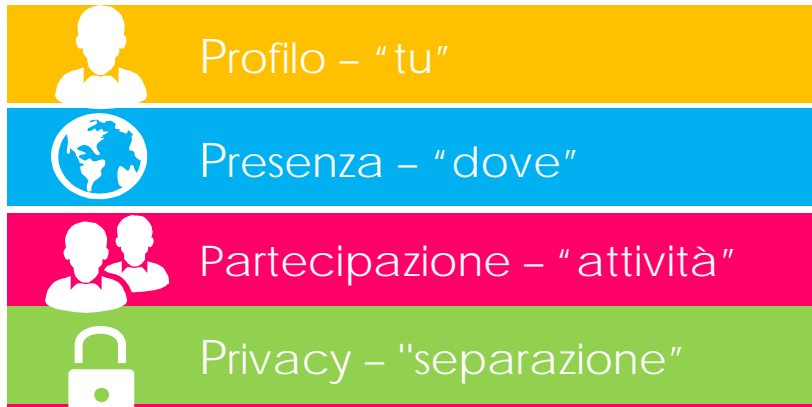 Profilo – “tu”
Presenza – “dove”
Partecipazione – “attività”
Privacy – "separazione”